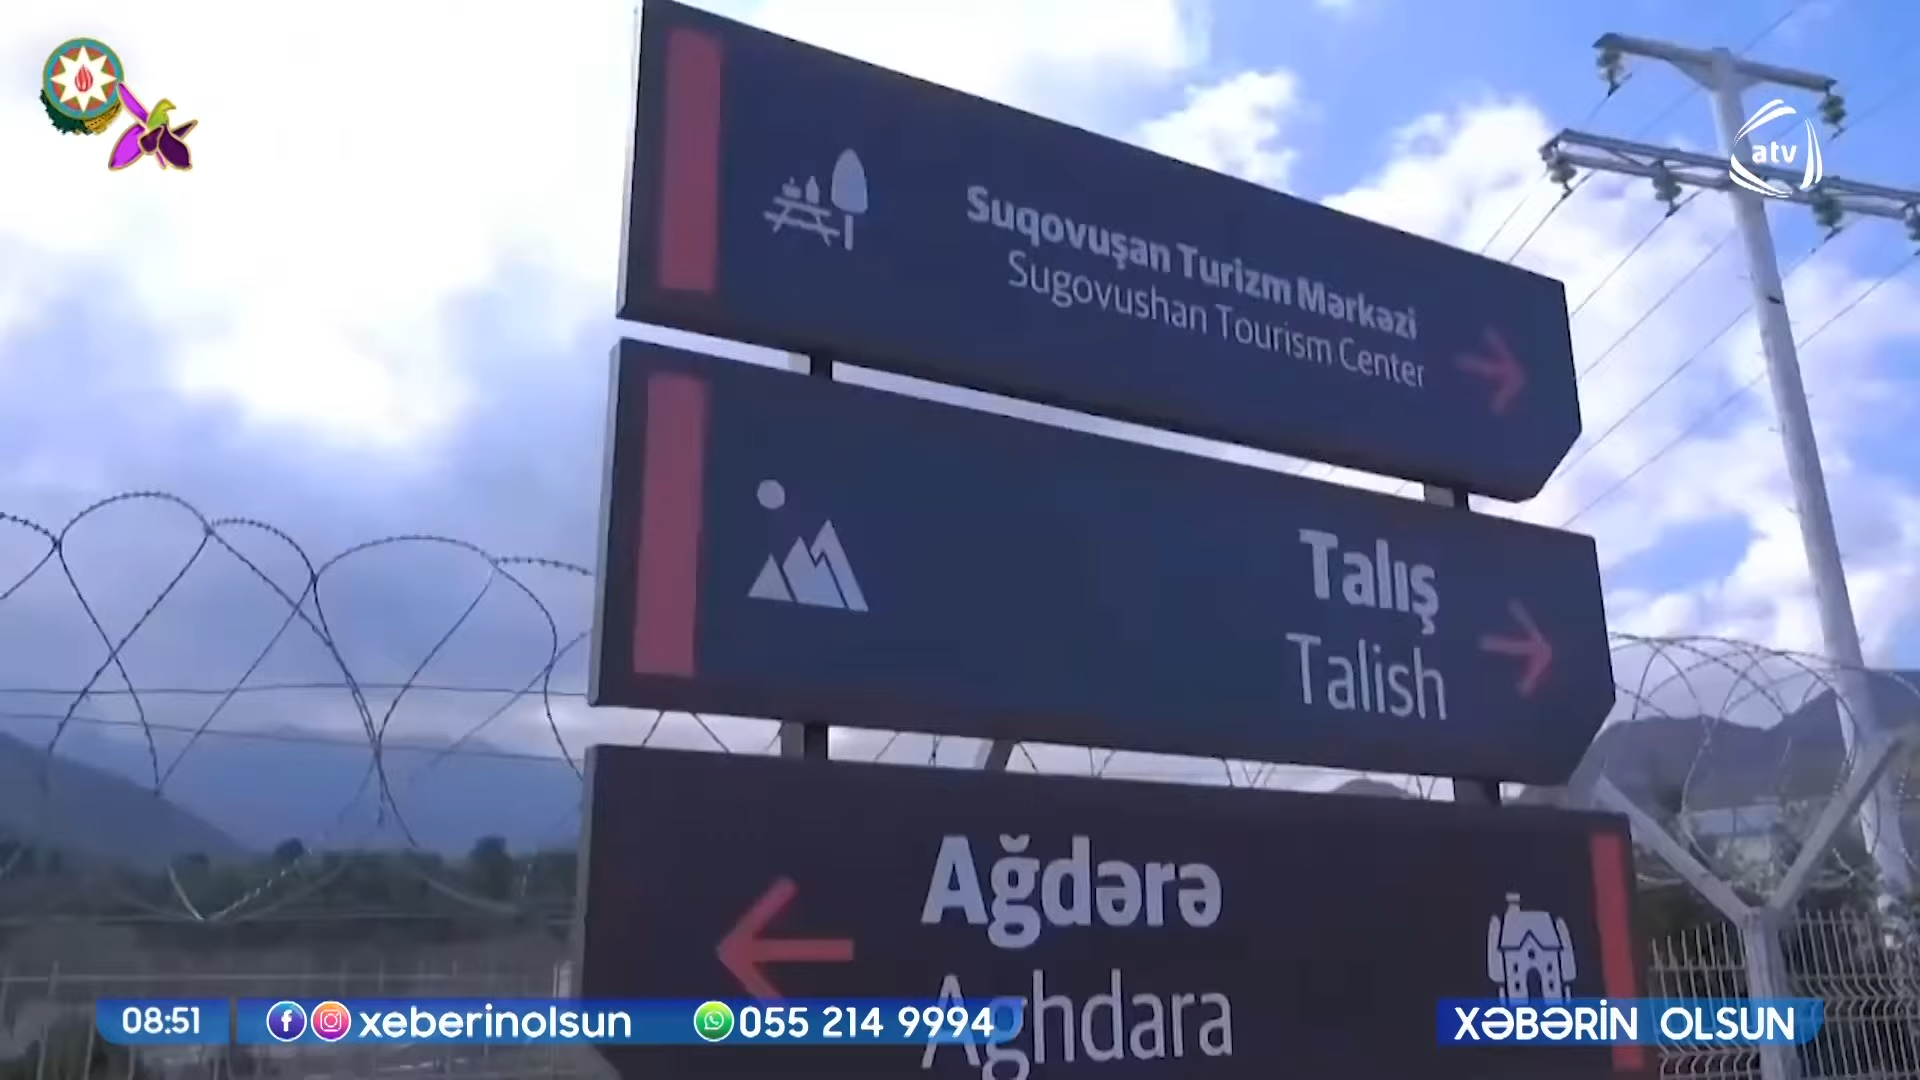 atv
Suqovuşan Turizm Mərkəzi
Sugovushan Tourism Center
Talış
Talish
Ağdərə
Aghdara
08:51
xeberinolsun
055 214 9994
XƏBƏRİN OLSUN